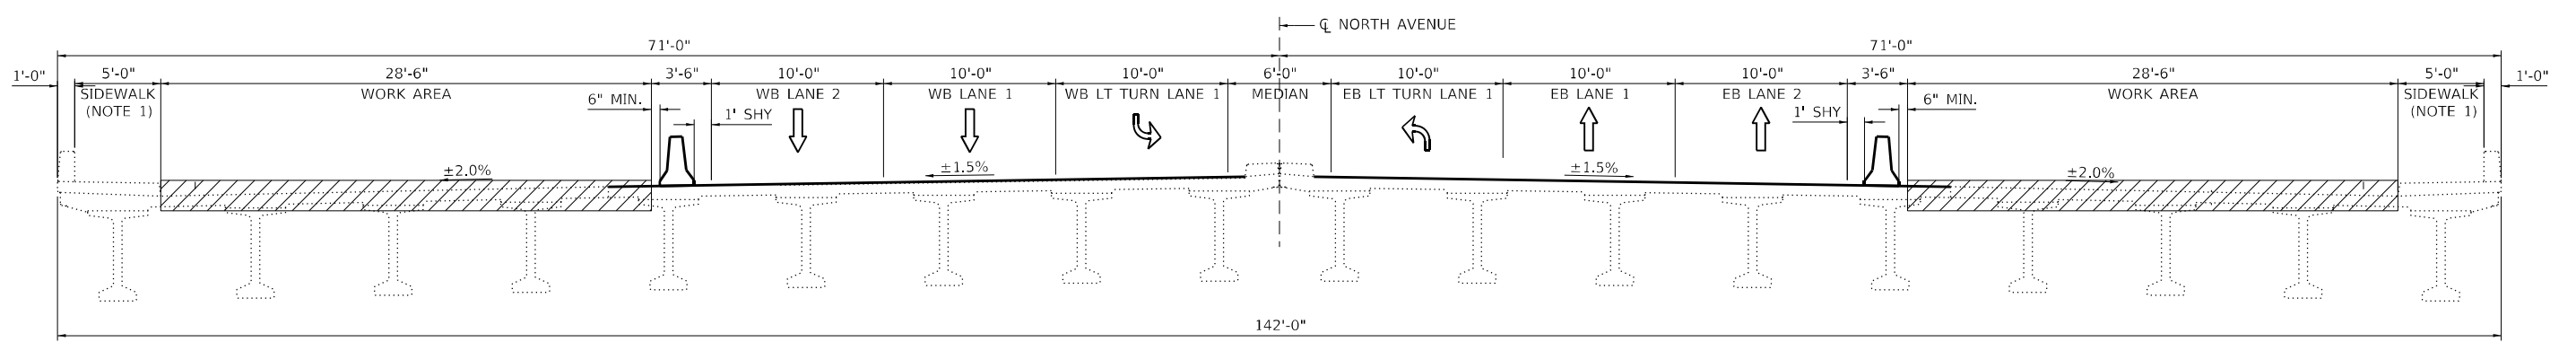 ℄ NORTH AVENUE
71'-0" 71'-0"
1'-0" 5'-0" 28'-6" 3'-6" 10'-0" 10'-0" 10'-0" 6'-0" 10'-0" 10'-0" 10'-0" 3'-6" 28'-6" 5'-0" 1'-0"
SIDEWALK WORK AREA WB LANE 2 WB LANE 1 WB LT TURN LANE 1 MEDIAN EB LT TURN LANE 1 EB LANE 1 EB LANE 2 WORK AREA SIDEWALK
(NOTE 1) 6" MIN. 1' SHY 1' SHY 6" MIN. (NOTE 1)
±2.0% ±1.5% ±1.5% ±2.0%
142'-0"